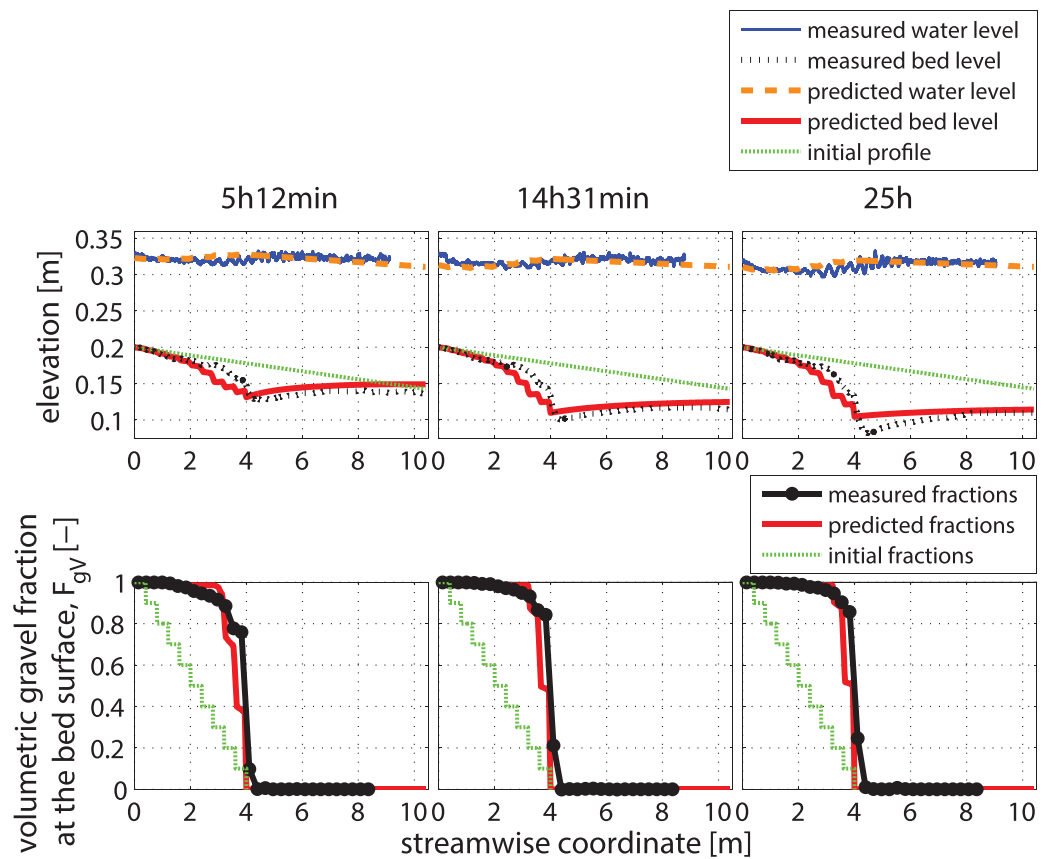 measured water level
measured bed level
predicted water level
predicted bed level
initial profile
5h12min
14h31min
25h
elevation [m]
0.35
0.3
0.25
0.2
0.15
0.1
0 2 4 6 8 10
0 2 4 6 8 10
0 2 4 6 8 10
measured fractions
predicted fractions
initial fractions
volumetric gravel fraction
at the bed surface, FgV [−]
1
0.8
0.6
0.4
0.2
0
0 2 4 6 8 10
0 2 4 6 8 10
0 2 4 6 8 10
streamwise coordinate [m]